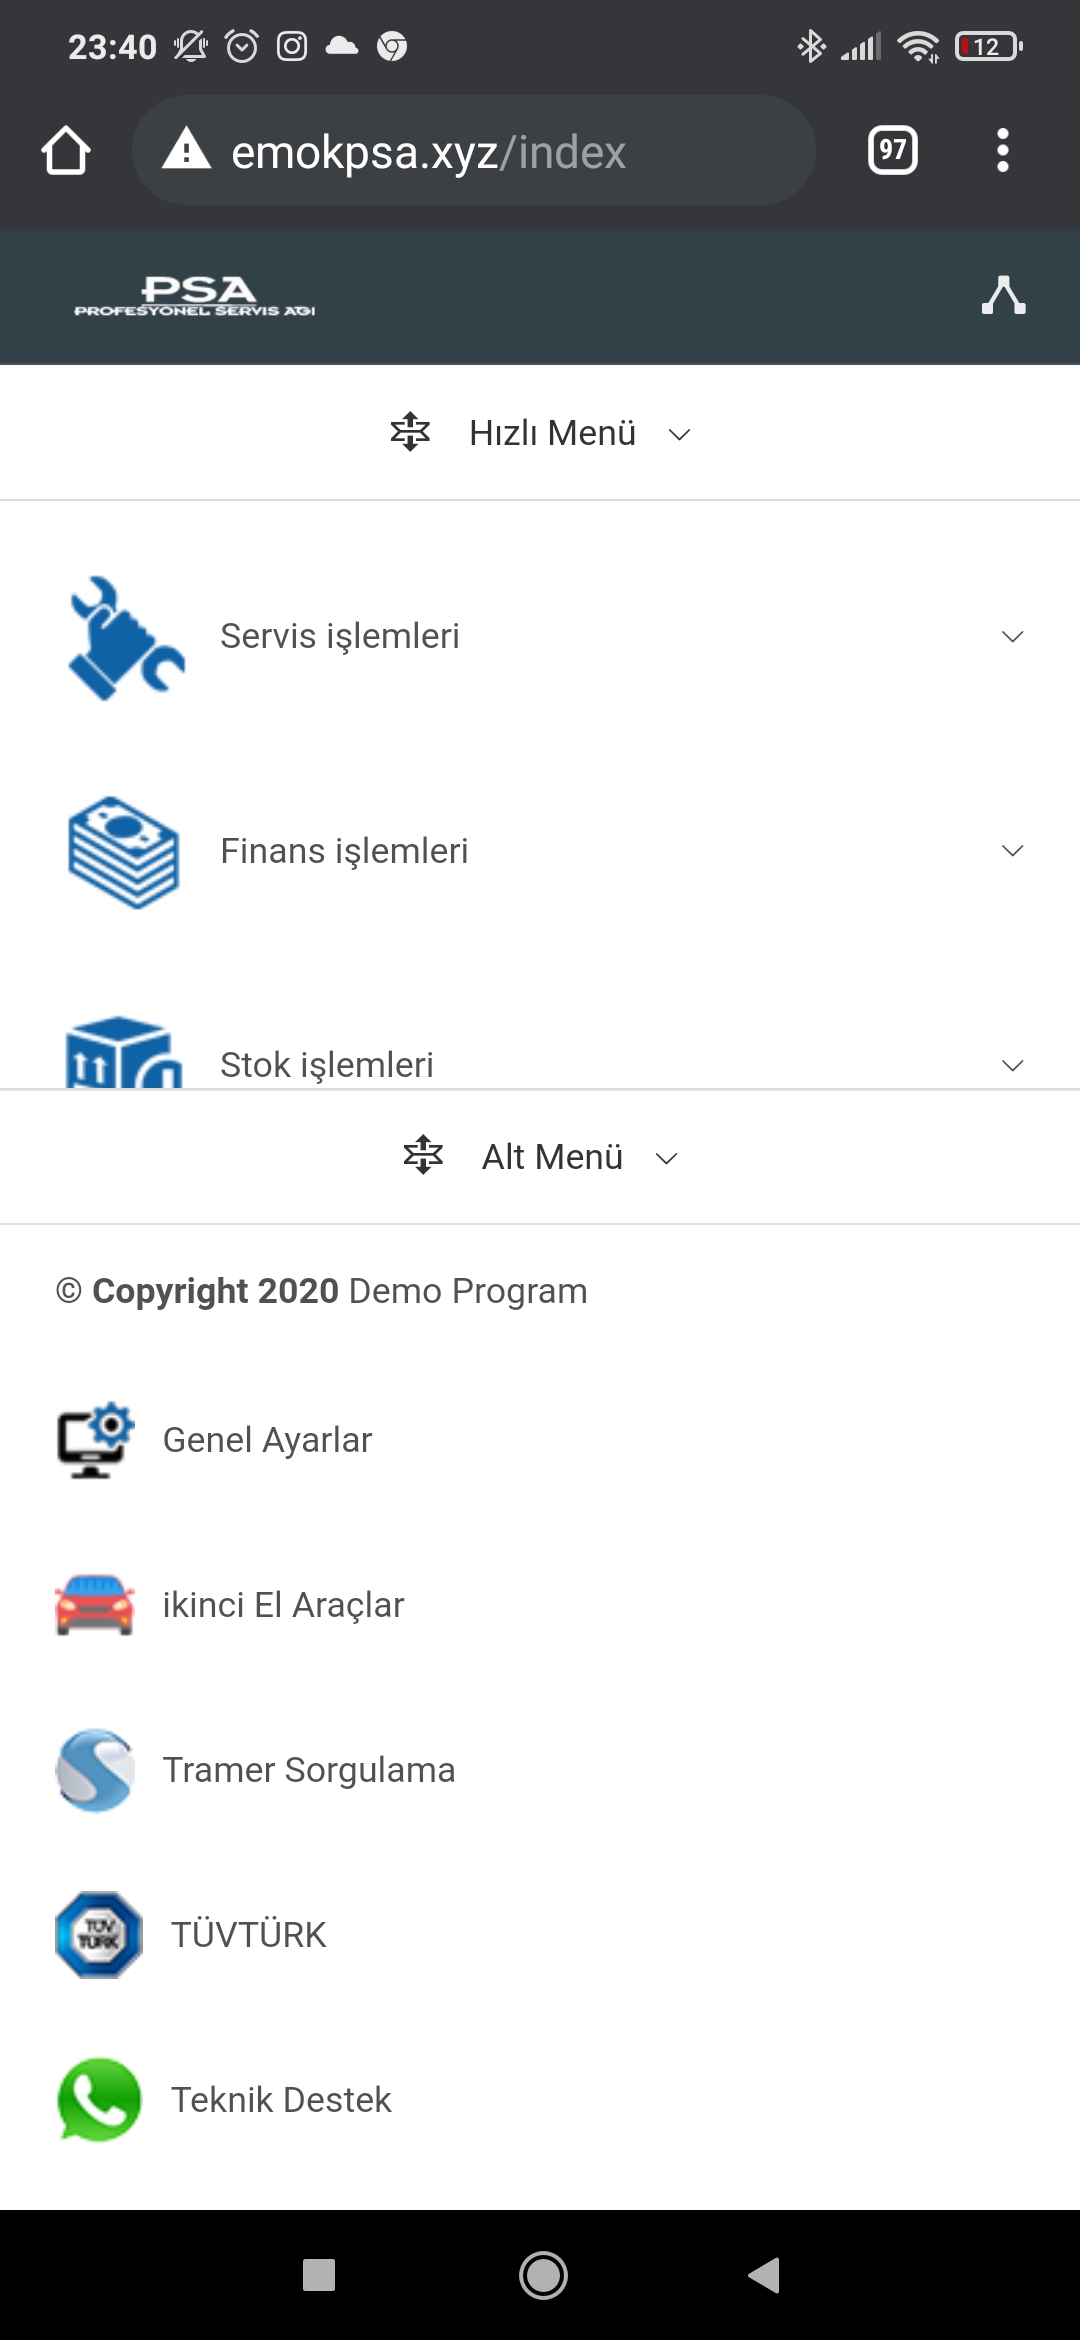 23:40
12
emokpsa.xyz/index
97
PSA
PROFESYONEL SERVIS AGI
Hızlı Menü
Servis işlemleri
Finans işlemleri
Stok işlemleri
Alt Menü
© Copyright 2020 Demo Program
Genel Ayarlar
ikinci El Araçlar
Tramer Sorgulama
TÜV
TURK
TÜVTÜRK
Teknik Destek